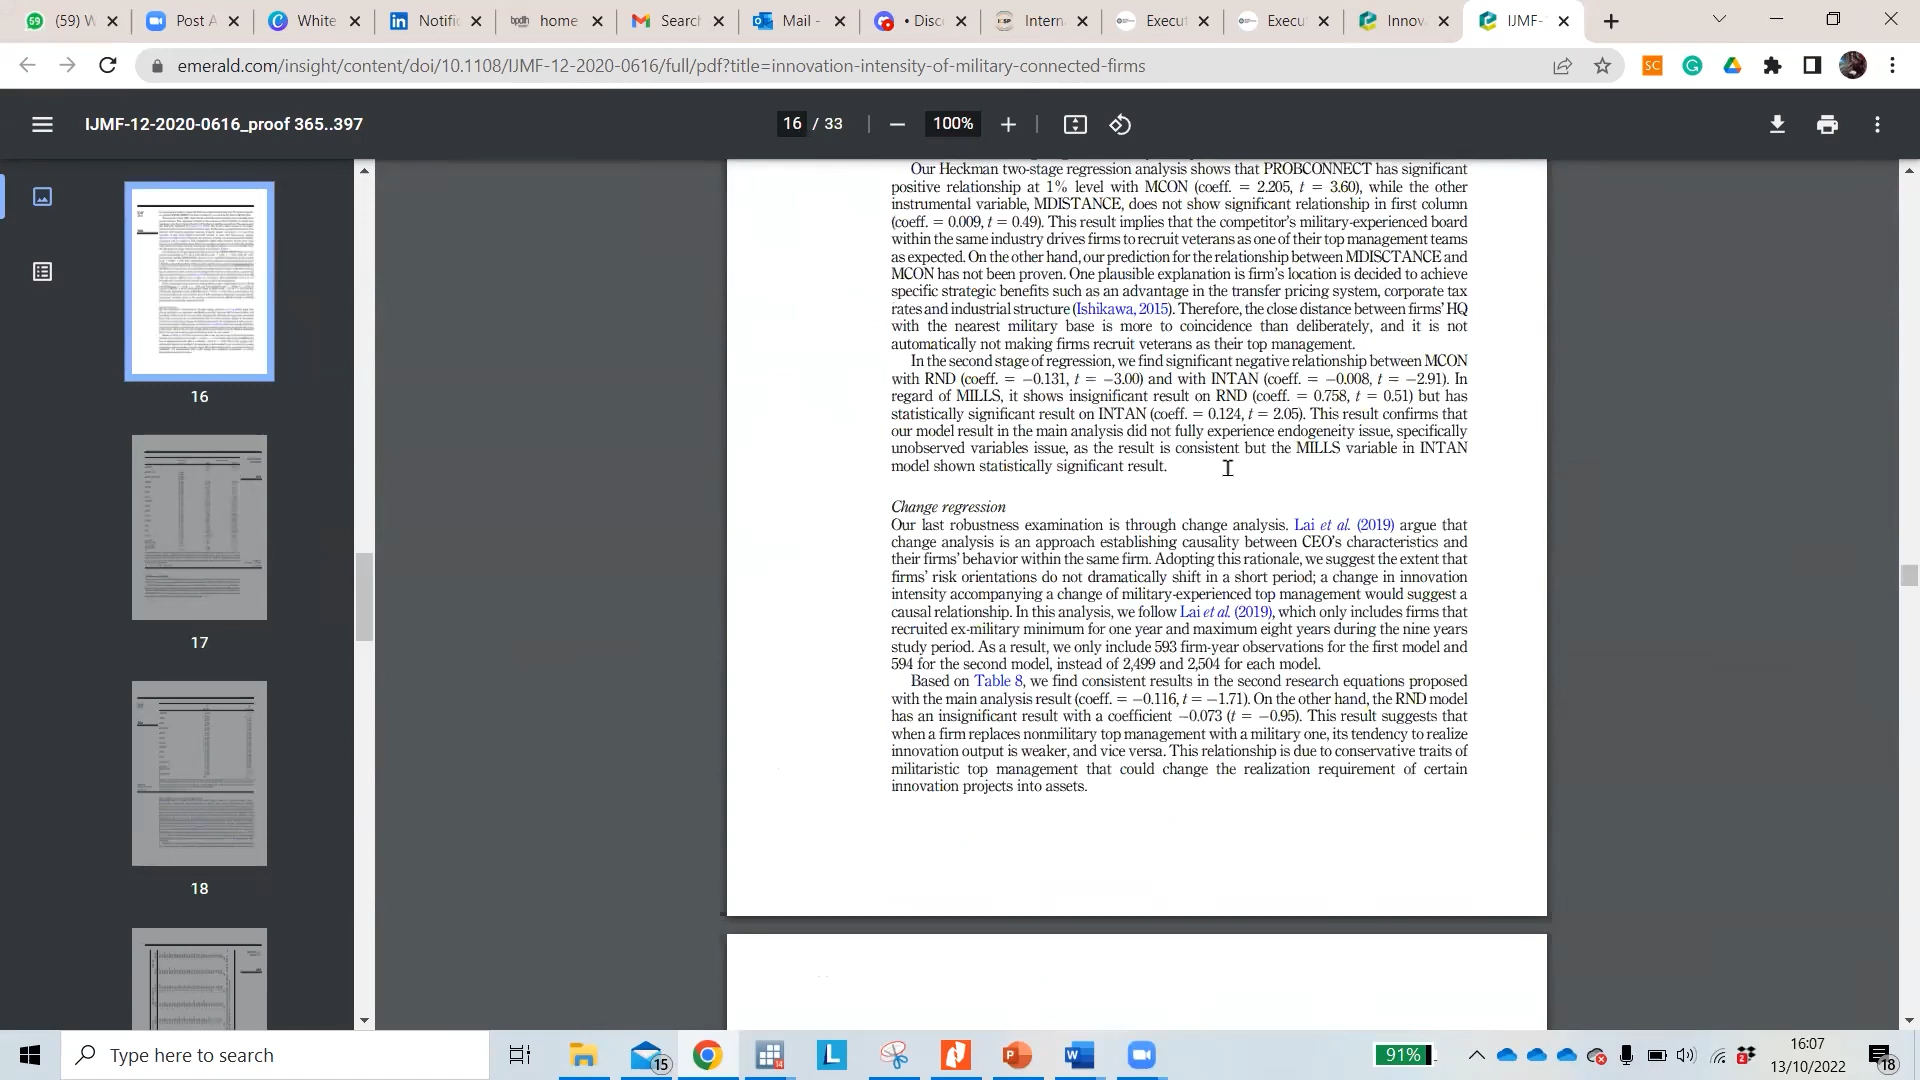 (59) W
Post A
White
Notific
bpdh home
Search
Mail -
• Disc
Intern
Execut
Execut
Innov
IJMF-
emerald.com/insight/content/doi/10.1108/IJMF-12-2020-0616/full/pdf?title=innovation-intensity-of-military-connected-firms
SC
IJMF-12-2020-0616_proof 365..397
16 / 33
100%
16
17
18
Our Heckman two-stage regression analysis shows that PROBCONNECT has significant
positive relationship at 1% level with MCON (coeff. = 2.205, t = 3.60), while the other
instrumental variable, MDISTANCE, does not show significant relationship in first column
(coeff. = 0.009, t = 0.49). This result implies that the competitor's military-experienced board
within the same industry drives firms to recruit veterans as one of their top management teams
as expected. On the other hand, our prediction for the relationship between MDISCTANCE and
MCON has not been proven. One plausible explanation is firm's location is decided to achieve
specific strategic benefits such as an advantage in the transfer pricing system, corporate tax
rates and industrial structure (Ishikawa, 2015). Therefore, the close distance between firms' HQ
with the nearest military base is more to coincidence than deliberately, and it is not
automatically not making firms recruit veterans as their top management.
In the second stage of regression, we find significant negative relationship between MCON
with RND (coeff. = −0.131, t = −3.00) and with INTAN (coeff. = −0.008, t = −2.91). In
regard of MILLS, it shows insignificant result on RND (coeff. = 0.758, t = 0.51) but has
statistically significant result on INTAN (coeff. = 0.124, t = 2.05). This result confirms that
our model result in the main analysis did not fully experience endogeneity issue, specifically
unobserved variables issue, as the result is consistent but the MILLS variable in INTAN
model shown statistically significant result.
Change regression
Our last robustness examination is through change analysis. Lai et al. (2019) argue that
change analysis is an approach establishing causality between CEO's characteristics and
their firms' behavior within the same firm. Adopting this rationale, we suggest the extent that
firms' risk orientations do not dramatically shift in a short period; a change in innovation
intensity accompanying a change of military-experienced top management would suggest a
causal relationship. In this analysis, we follow Lai et al. (2019), which only includes firms that
recruited ex-military minimum for one year and maximum eight years during the nine years
study period. As a result, we only include 593 firm-year observations for the first model and
594 for the second model, instead of 2,499 and 2,504 for each model.
Based on Table 8, we find consistent results in the second research equations proposed
with the main analysis result (coeff. = −0.116, t = −1.71). On the other hand, the RND model
has an insignificant result with a coefficient −0.073 (t = −0.95). This result suggests that
when a firm replaces nonmilitary top management with a military one, its tendency to realize
innovation output is weaker, and vice versa. This relationship is due to conservative traits of
militaristic top management that could change the realization requirement of certain
innovation projects into assets.
Type here to search
15
91%
16:07
13/10/2022
18